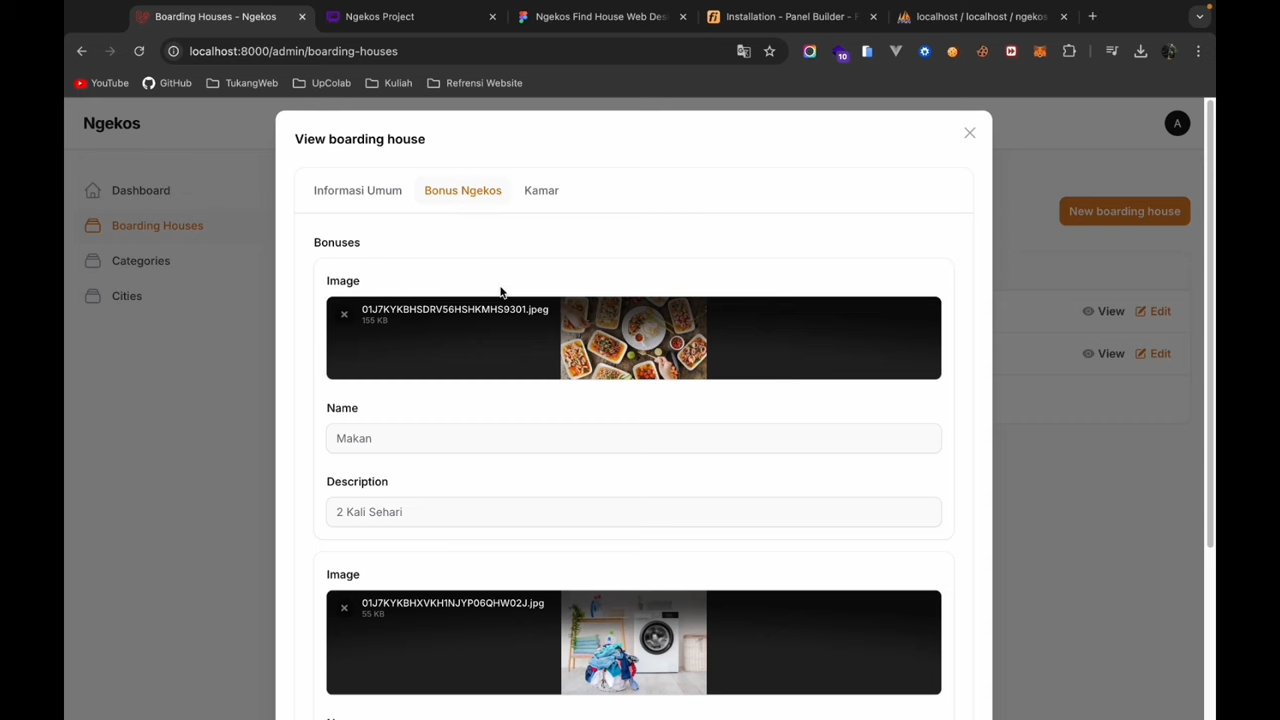 Boarding Houses - Ngekos
Ngekos Project
Ngekos Find House Web Des
Installation - Panel Builder - F
localhost / localhost / ngekos
localhost:8000/admin/boarding-houses
10
YouTube
GitHub
TukangWeb
UpColab
Kuliah
Refrensi Website
Ngekos
A
Dashboard
Boarding Houses
Categories
Cities
New boarding house
View
Edit
View
Edit
View boarding house
Informasi Umum
Bonus Ngekos
Kamar
Bonuses
Image
01J7KYKBHSDRV56HSHKMHS9301.jpeg
155 KB
Name
Makan
Description
2 Kali Sehari
Image
01J7KYKBHXVKH1NJYP06QHW02J.jpg
55 KB